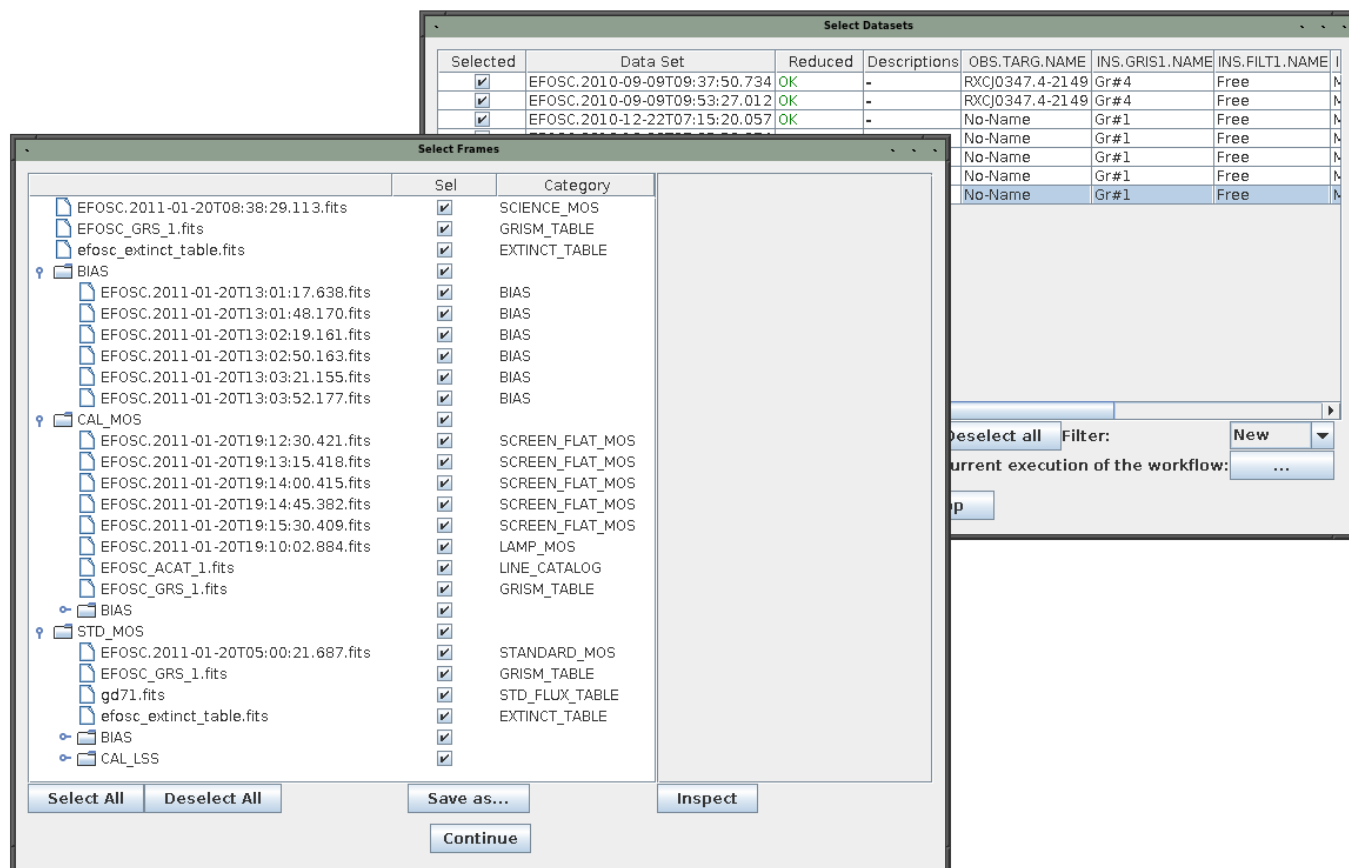 Select Datasets
Selected Data Set Reduced Descriptions OBS.TARG.NAME INS.GRIS1.NAME INS.FILT1.NAME I
EFOSC.2010-09-09T09:37:50.734 OK - RXCJ0347.4-2149 Gr#4 Free
EFOSC.2010-09-09T09:53:27.012 OK - RXCJ0347.4-2149 Gr#4 Free
EFOSC.2010-12-22T07:15:20.057 OK - No-Name Gr#1 Free
No-Name Gr#1 Free
No-Name Gr#1 Free
No-Name Gr#1 Free
No-Name Gr#1 Free
Deselect all Filter: New
urrent execution of the workflow: ...
op
Select Frames
Sel Category
EFOSC.2011-01-20T08:38:29.113.fits SCIENCE_MOS
EFOSC_GRS_1.fits GRISM_TABLE
efosc_extinct_table.fits EXTINCT_TABLE
BIAS
EFOSC.2011-01-20T13:01:17.638.fits BIAS
EFOSC.2011-01-20T13:01:48.170.fits BIAS
EFOSC.2011-01-20T13:02:19.161.fits BIAS
EFOSC.2011-01-20T13:02:50.163.fits BIAS
EFOSC.2011-01-20T13:03:21.155.fits BIAS
EFOSC.2011-01-20T13:03:52.177.fits BIAS
CAL_MOS
EFOSC.2011-01-20T19:12:30.421.fits SCREEN_FLAT_MOS
EFOSC.2011-01-20T19:13:15.418.fits SCREEN_FLAT_MOS
EFOSC.2011-01-20T19:14:00.415.fits SCREEN_FLAT_MOS
EFOSC.2011-01-20T19:14:45.382.fits SCREEN_FLAT_MOS
EFOSC.2011-01-20T19:15:30.409.fits SCREEN_FLAT_MOS
EFOSC.2011-01-20T19:10:02.884.fits LAMP_MOS
EFOSC_ACAT_1.fits LINE_CATALOG
EFOSC_GRS_1.fits GRISM_TABLE
BIAS
STD_MOS
EFOSC.2011-01-20T05:00:21.687.fits STANDARD_MOS
EFOSC_GRS_1.fits GRISM_TABLE
gd71.fits STD_FLUX_TABLE
efosc_extinct_table.fits EXTINCT_TABLE
BIAS
CAL_LSS
Select All Deselect All Save as... Inspect
Continue